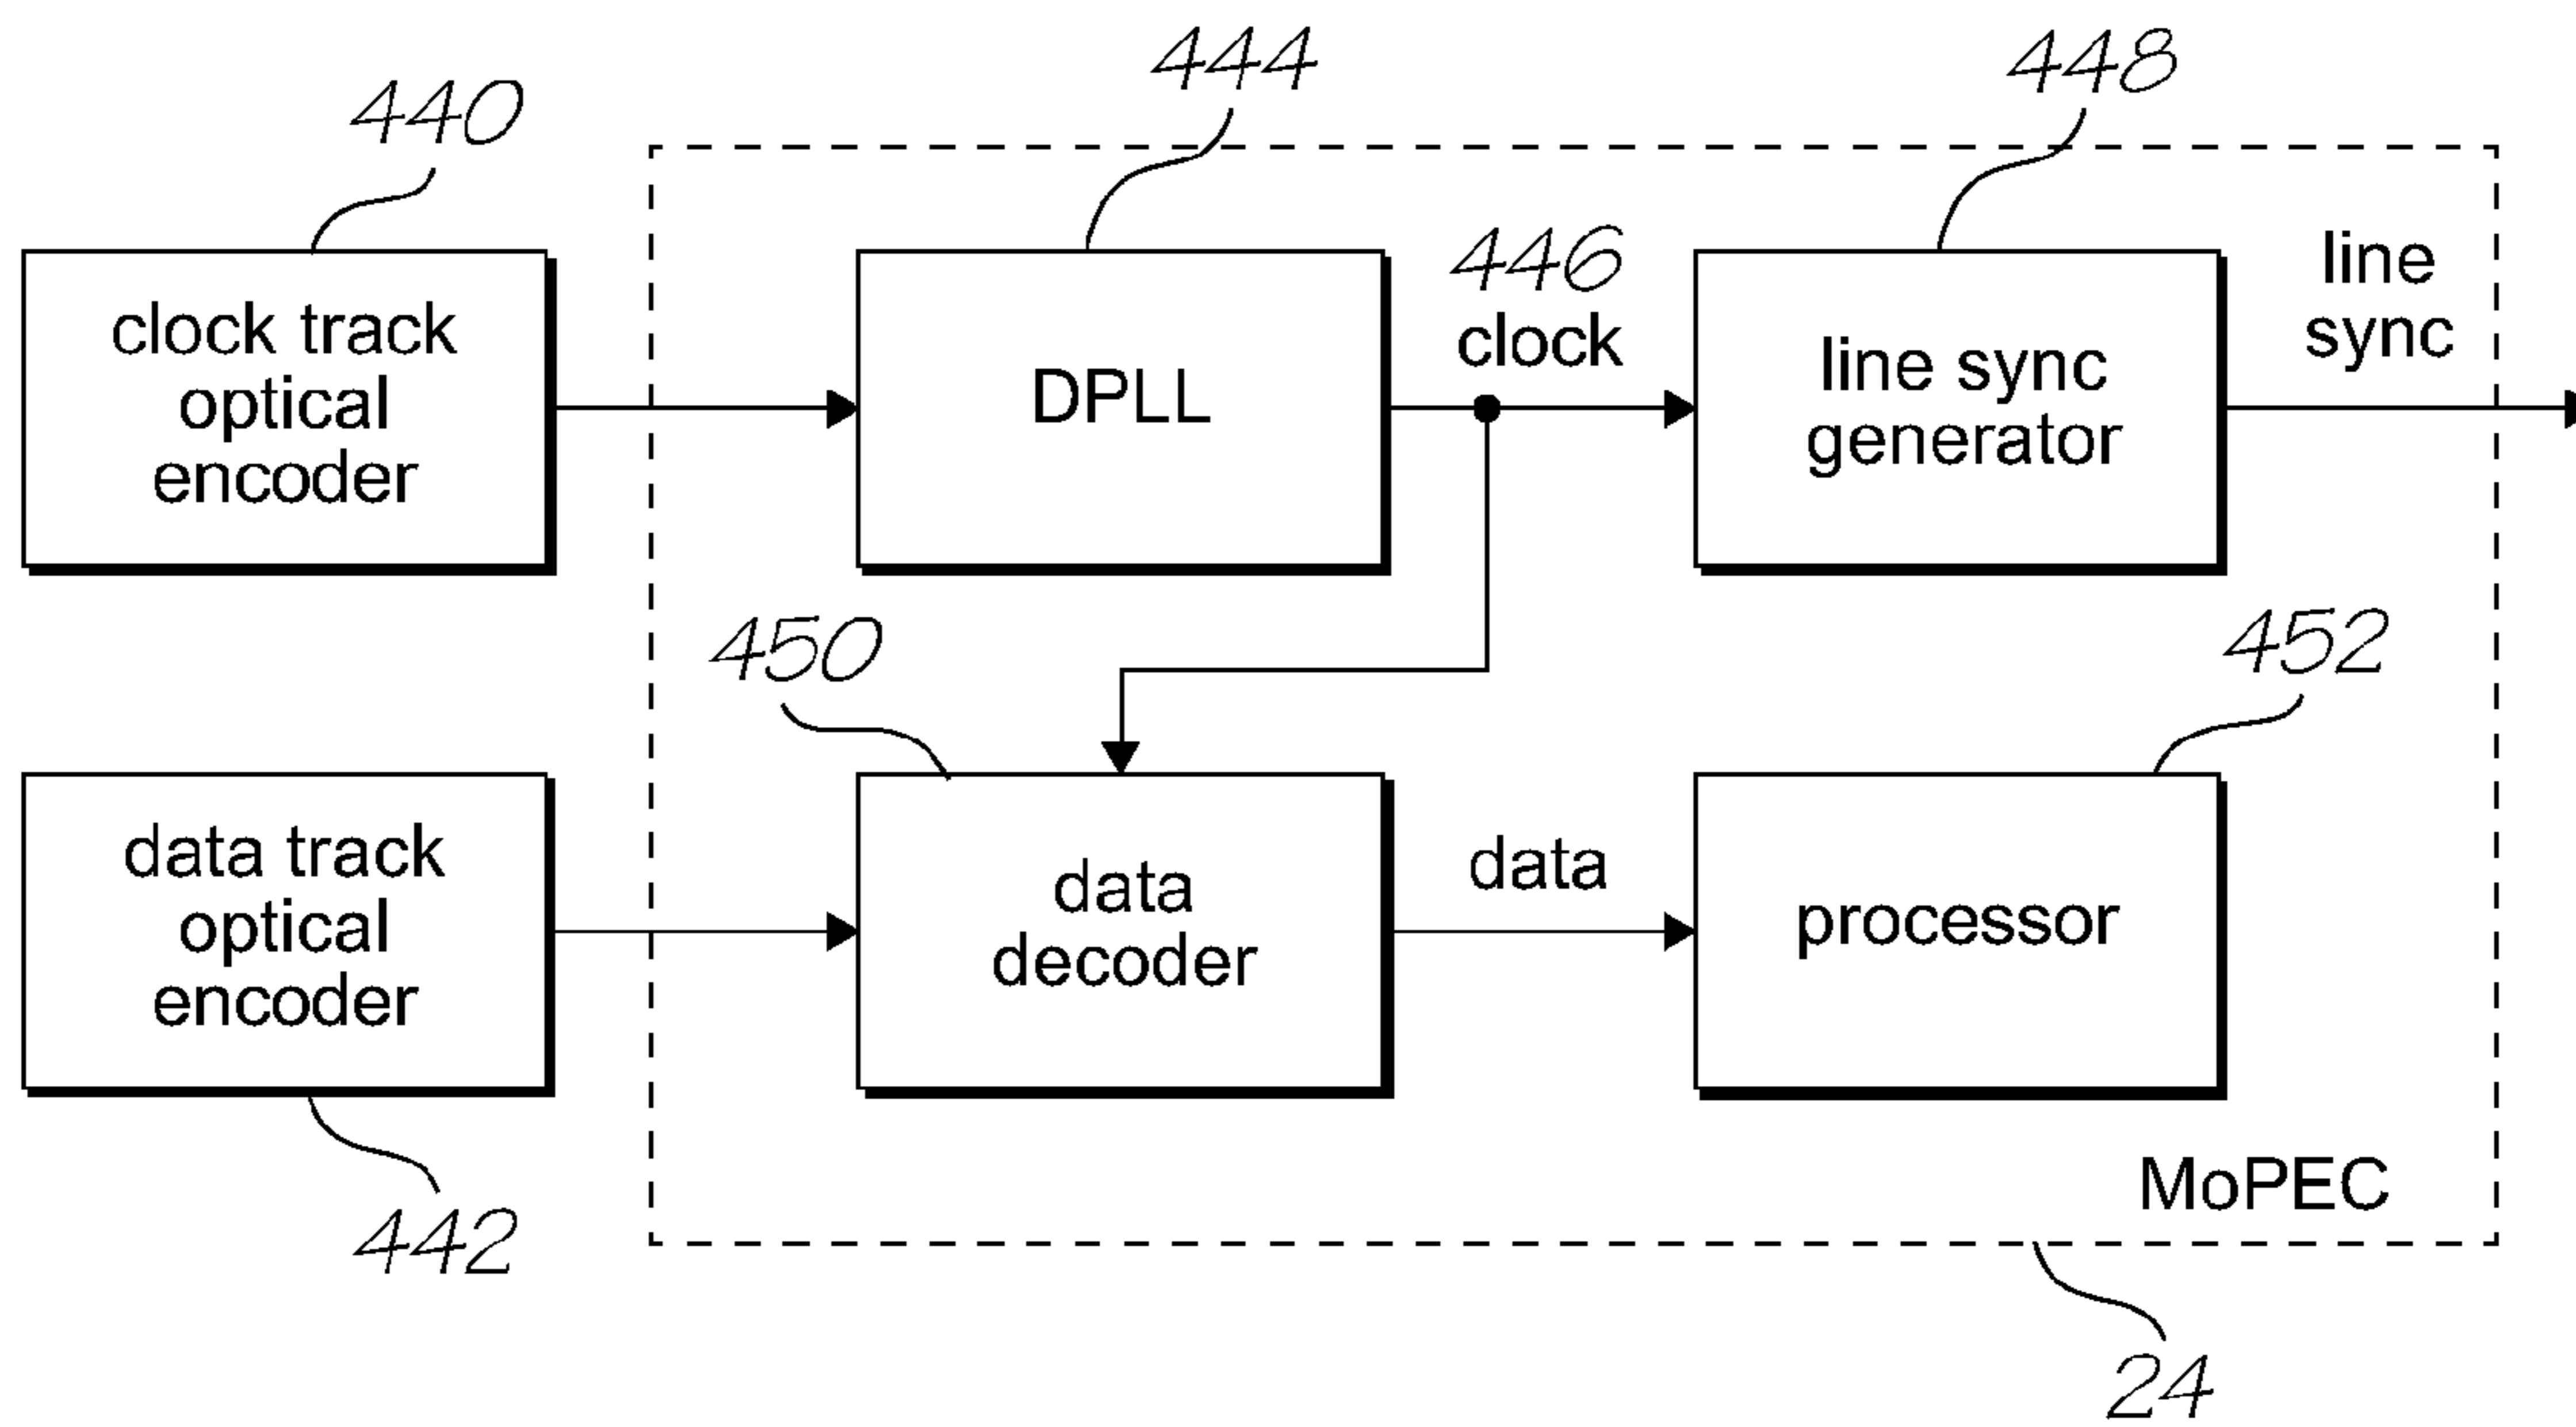 444
448
440
446
clock
line
sync
clock track
optical
encoder
DPLL
line sync
generator
450
452
data track
optical
encoder
data
decoder
data
processor
MoPEC
442
24